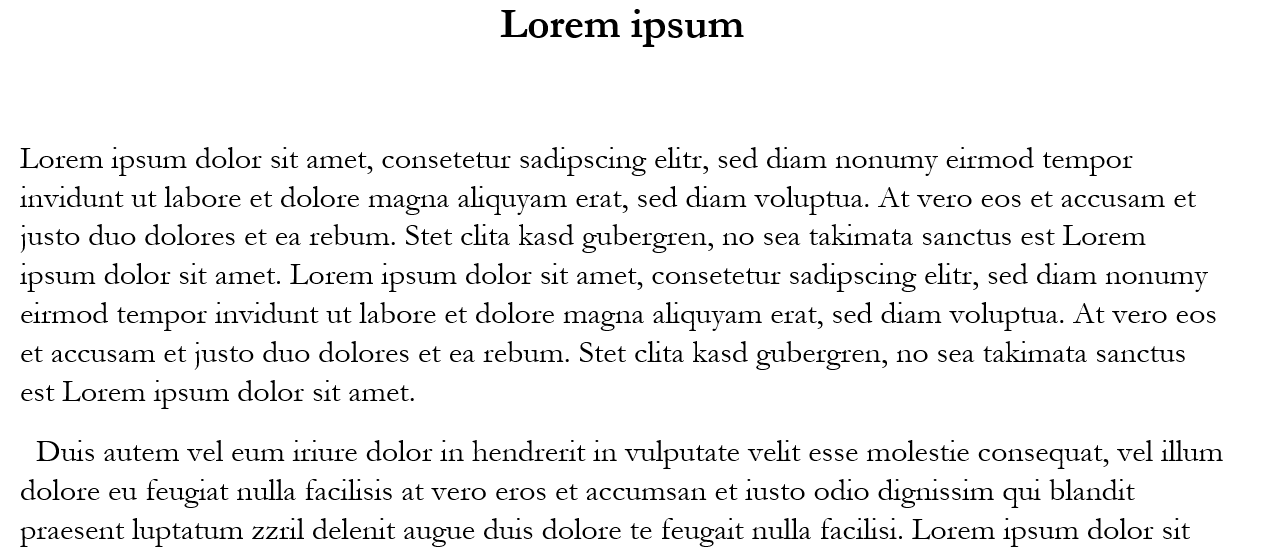 Lorem ipsum
Lorem ipsum dolor sit amet, consetetur sadipscing elitr, sed diam nonumy eirmod tempor
invidunt ut labore et dolore magna aliquyam erat, sed diam voluptua. At vero eos et accusam et
justo duo dolores et ea rebum. Stet clita kasd gubergren, no sea takimata sanctus est Lorem
ipsum dolor sit amet. Lorem ipsum dolor sit amet, consetetur sadipscing elitr, sed diam nonumy
eirmod tempor invidunt ut labore et dolore magna aliquyam erat, sed diam voluptua. At vero eos
et accusam et justo duo dolores et ea rebum. Stet clita kasd gubergren, no sea takimata sanctus
est Lorem ipsum dolor sit amet.
Duis autem vel eum iriure dolor in hendrerit in vulputate velit esse molestie consequat, vel illum
dolore eu feugiat nulla facilisis at vero eros et accumsan et iusto odio dignissim qui blandit
praesent luptatum zzril delenit augue duis dolore te feugait nulla facilisi. Lorem ipsum dolor sit